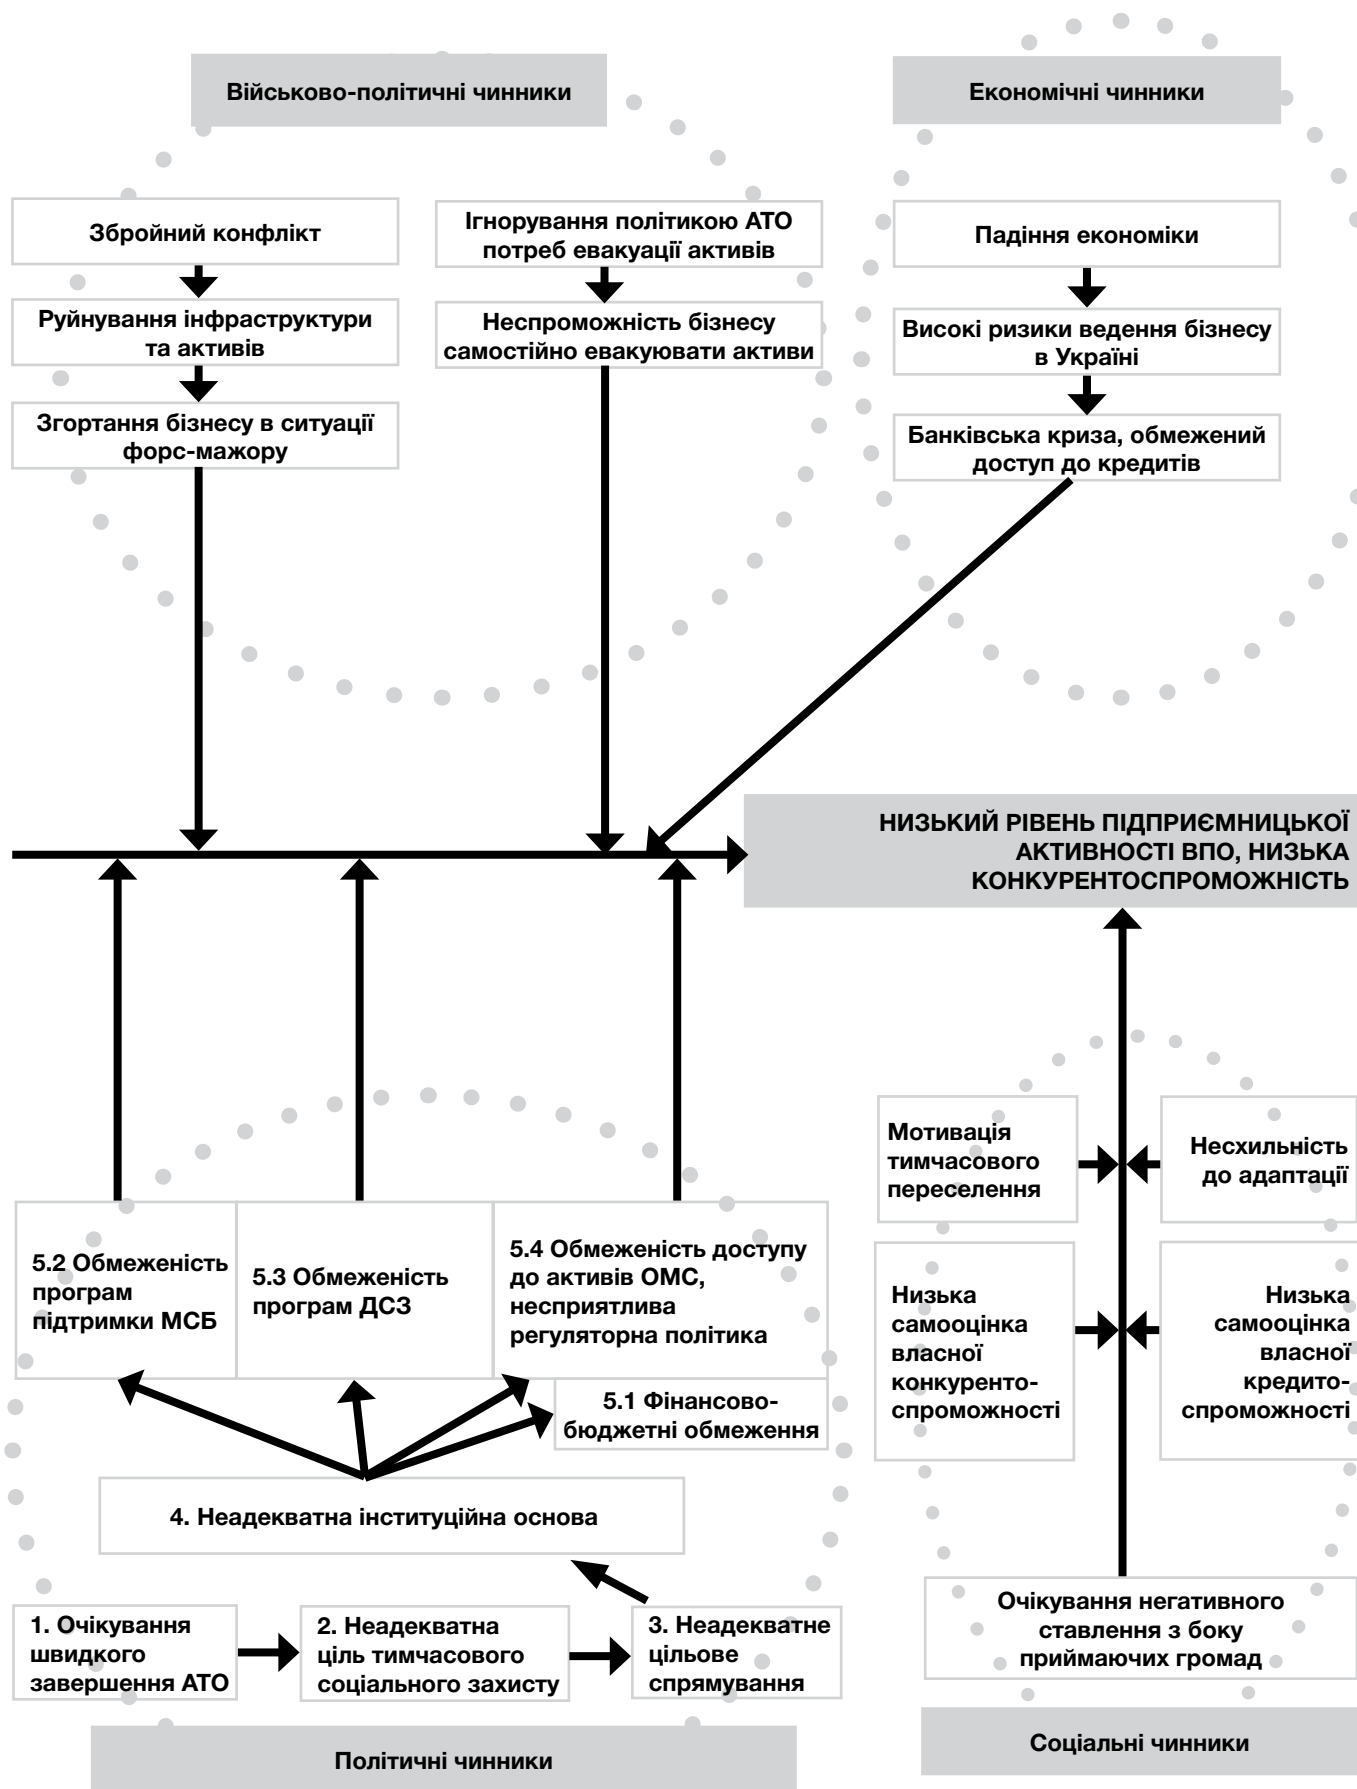 Військово-політичні чинники
Економічні чинники
Збройний конфлікт
Руйнування інфраструктури
та активів
Згортання бізнесу в ситуації
форс-мажору
Ігнорування політикою АТО
потреб евакуації активів
Неспроможність бізнесу
самостійно евакуювати активи
Падіння економіки
Високі ризики ведення бізнесу
в Україні
Банківська криза, обмежений
доступ до кредитів
НИЗЬКИЙ РІВЕНЬ ПІДПРИЄМНИЦЬКОЇ
АКТИВНОСТІ ВПО, НИЗЬКА
КОНКУРЕНТОСПРОМОЖНІСТЬ
5.2 Обмеженість
програм
підтримки МСБ
5.3 Обмеженість
програм ДСЗ
5.4 Обмеженість доступу
до активів ОМС,
несприятлива
регуляторна політика
5.1 Фінансово-
бюджетні обмеження
4. Неадекватна інституційна основа
1. Очікування
швидкого
завершення АТО
2. Неадекватна
ціль тимчасового
соціального захисту
3. Неадекватне
цільове
спрямування
Політичні чинники
Мотивація
тимчасового
переселення
Несхильність
до адаптації
Низька
самооцінка
власної
конкуренто-
спроможності
Низька
самооцінка
власної
кредито-
спроможності
Очікування негативного
ставлення з боку
приймаючих громад
Соціальні чинники